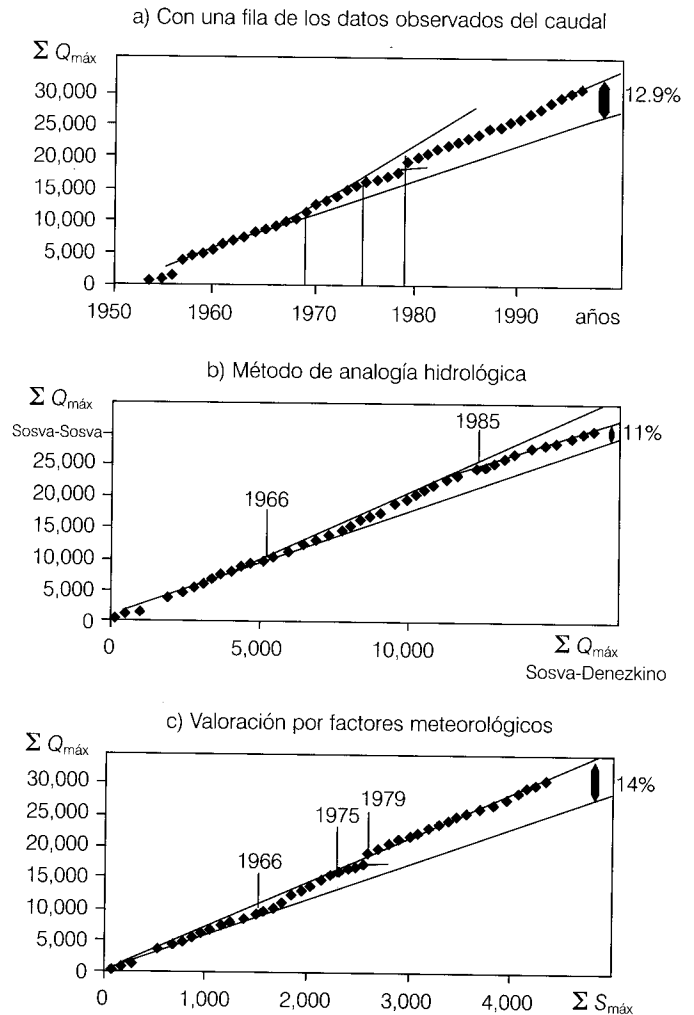 a) Con una fila de los datos observados del caudal
Σ Qmáx
30,000
12.9%
25,000
20,000
15,000
10,000
5,000
0
1950 1960 1970 1980 1990 años
b) Método de analogía hidrológica
Σ Qmáx
Sosva-Sosva
1985
11%
25,000
20,000
1966
15,000
10,000
5,000
0
0 5,000 10,000 Σ Qmáx
Sosva-Denezkino
c) Valoración por factores meteorológicos
Σ Qmáx
30,000
14%
1979
25,000
1975
20,000
1966
15,000
10,000
5,000
0
0 1,000 2,000 3,000 4,000 Σ Smáx